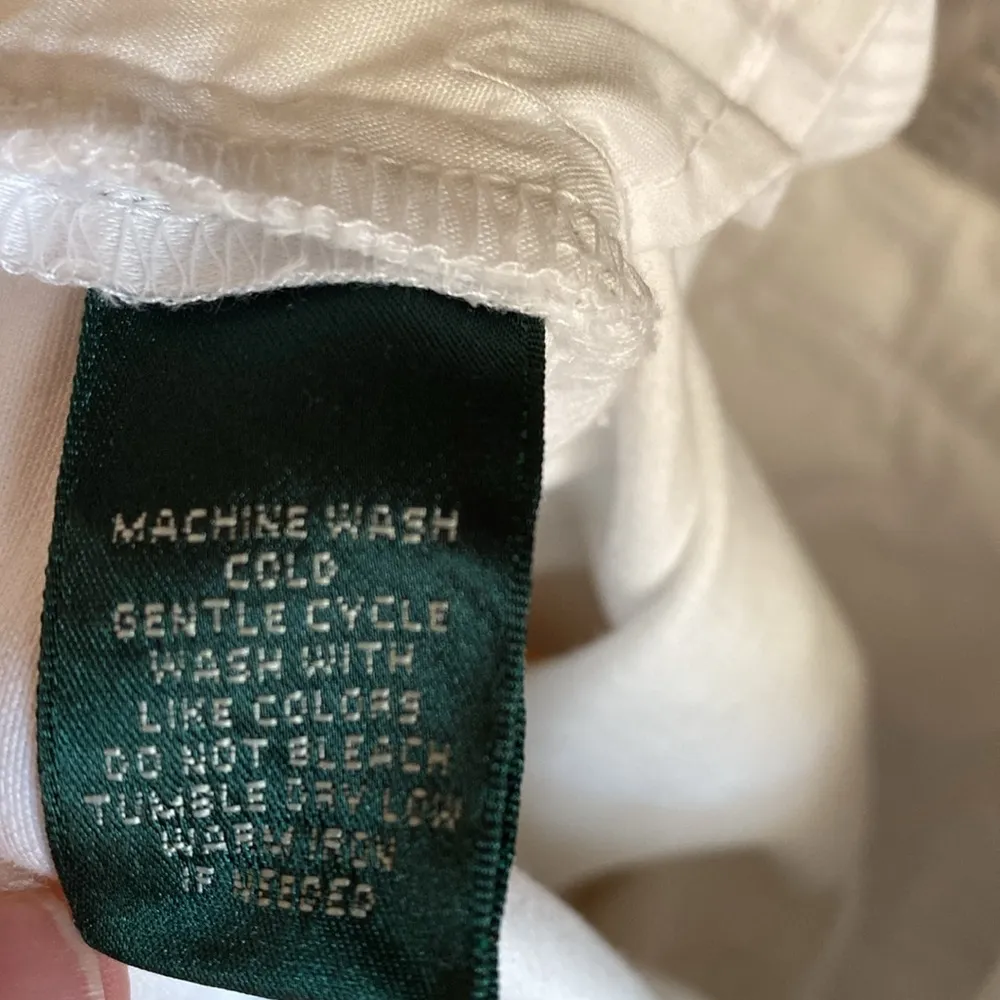 MACHINE WASH
COLD
GENTLE CYCLE
WASH WITH
LIKE COLORS
DO NOT BLEACH
TUMBLE DRY LOW
WARM IRON
IF NEEDED